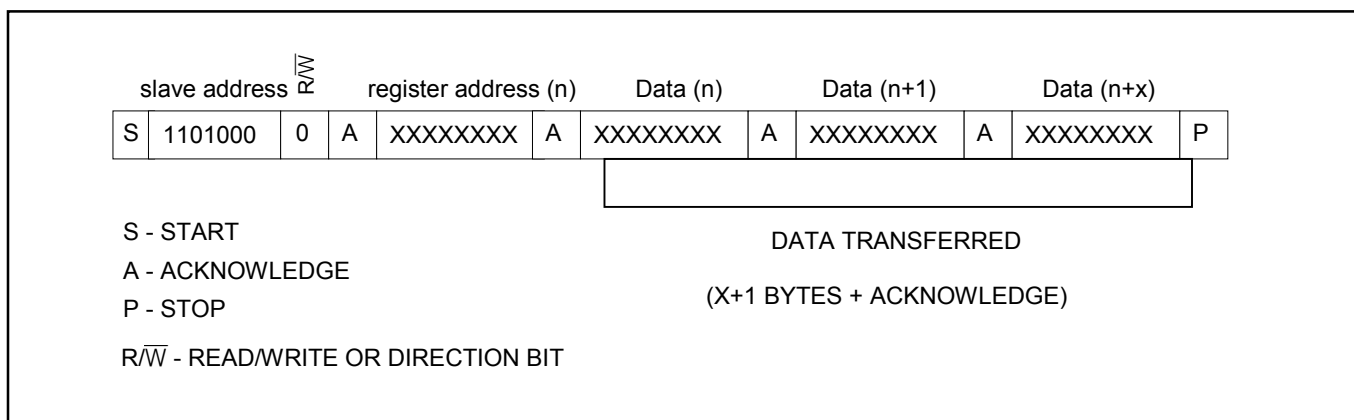 slave address R/W̅ register address (n) Data (n) Data (n+1) Data (n+x)
S 1101000 0 A XXXXXXXX A XXXXXXXX A XXXXXXXX A XXXXXXXX P
S - START
A - ACKNOWLEDGE
P - STOP
R/W̅ - READ/WRITE OR DIRECTION BIT
DATA TRANSFERRED
(X+1 BYTES + ACKNOWLEDGE)